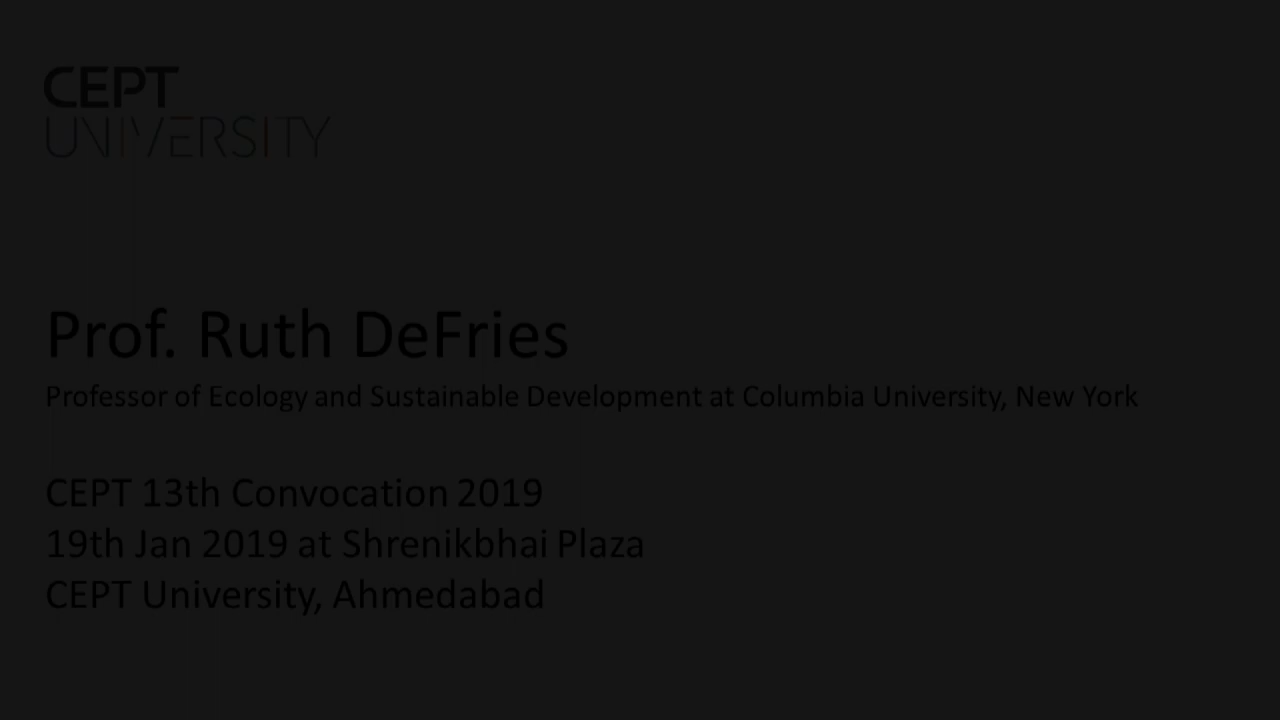 CEPT
UNIVERSITY
Prof. Ruth DeFries
Professor of Ecology and Sustainable Development at Columbia University, New York
CEPT 13th Convocation 2019
19th Jan 2019 at Shrenikbhai Plaza
CEPT University, Ahmedabad